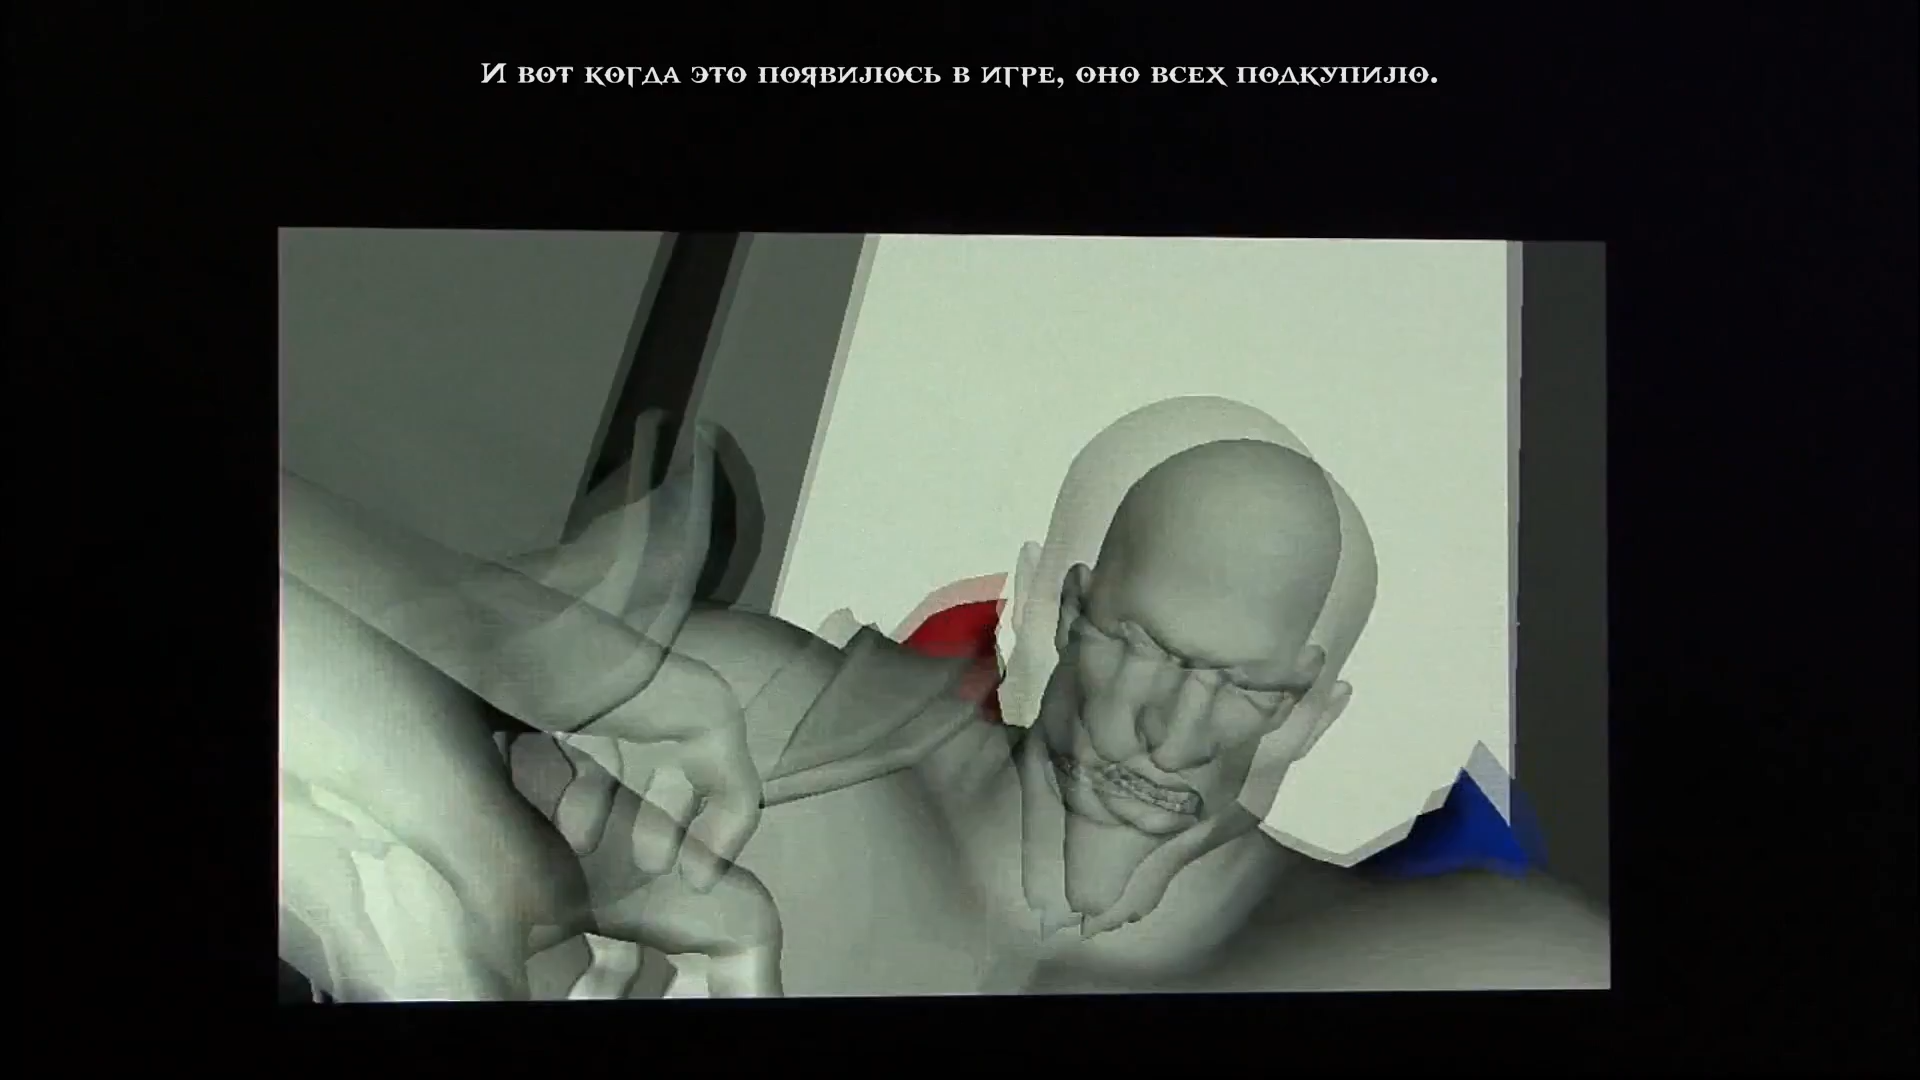 И вот когда это появилось в игре, оно всех подкупило.